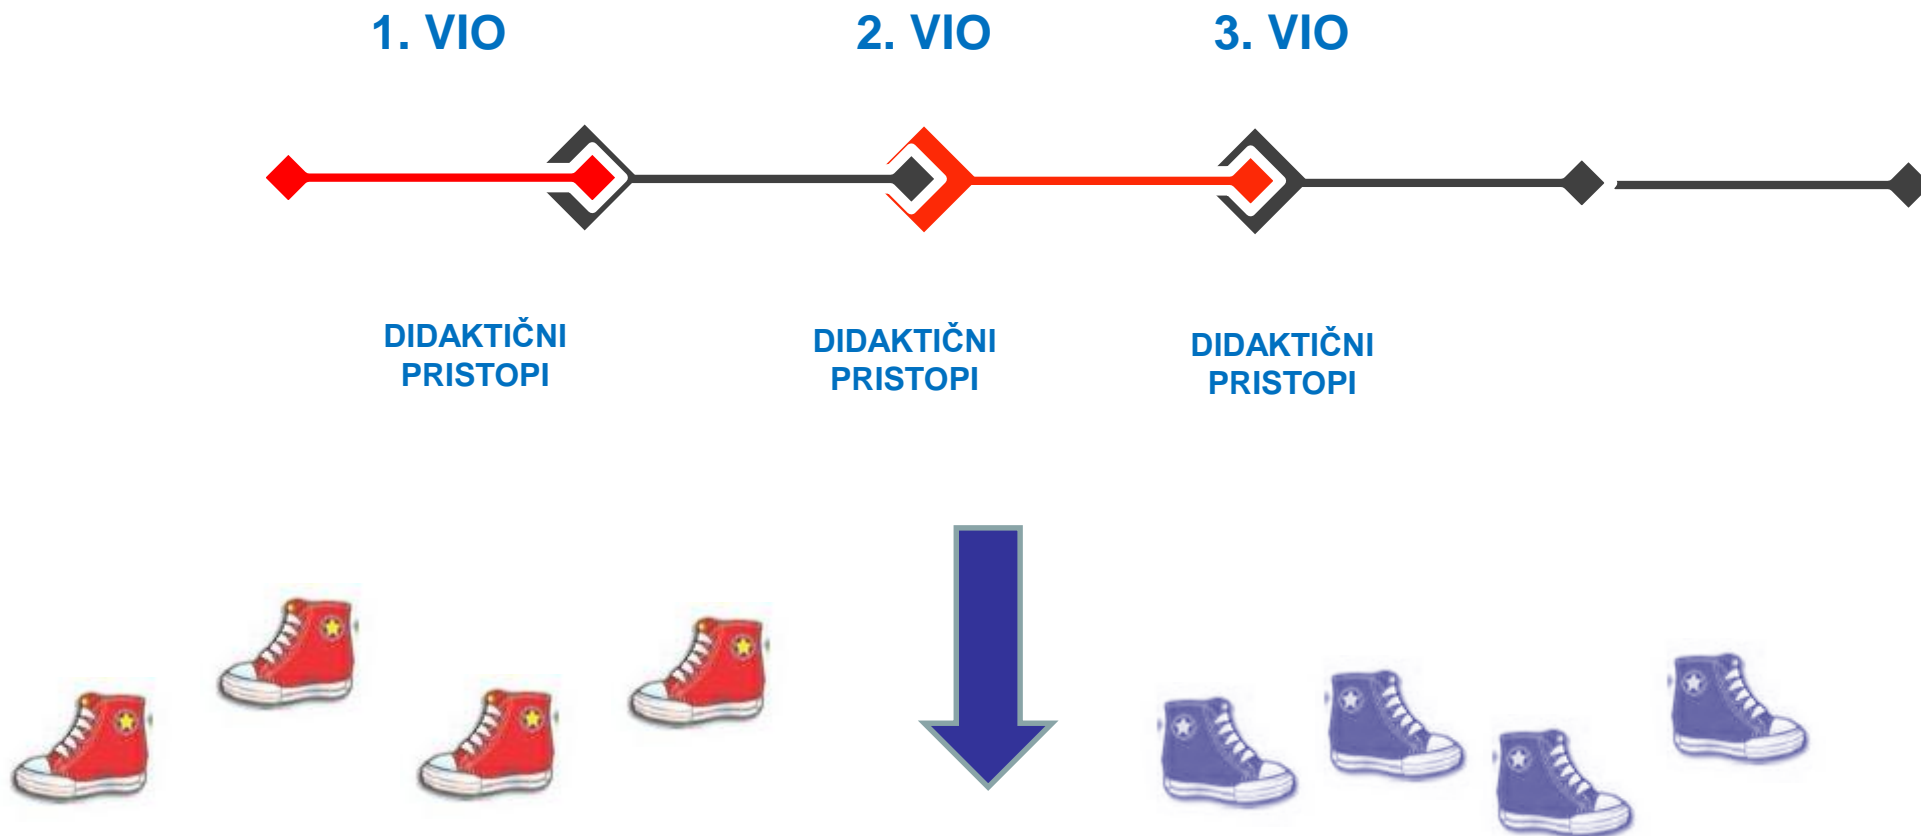 1. VIO
2. VIO
3. VIO
DIDAKTIČNI
PRISTOPI
DIDAKTIČNI
PRISTOPI
DIDAKTIČNI
PRISTOPI